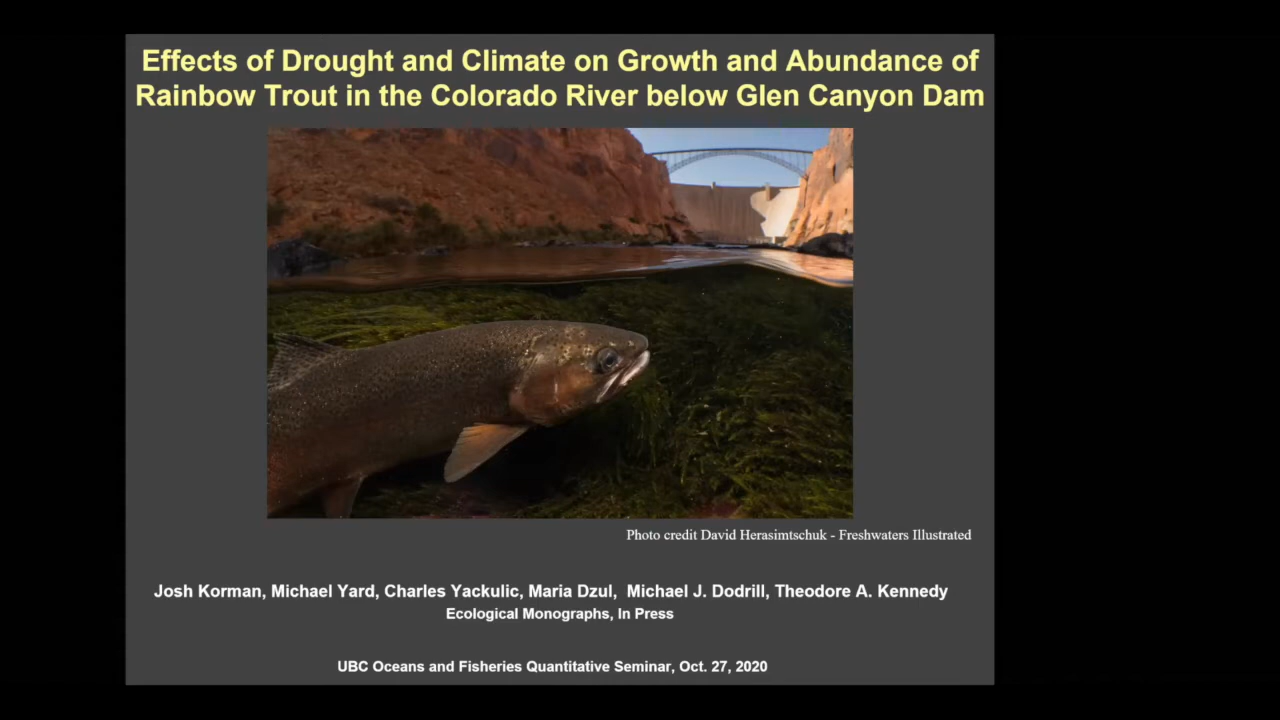 Effects of Drought and Climate on Growth and Abundance of
Rainbow Trout in the Colorado River below Glen Canyon Dam
Photo credit David Herasimtschuk - Freshwaters Illustrated
Josh Korman, Michael Yard, Charles Yackulic, Maria Dzul, Michael J. Dodrill, Theodore A. Kennedy
Ecological Monographs, In Press
UBC Oceans and Fisheries Quantitative Seminar, Oct. 27, 2020